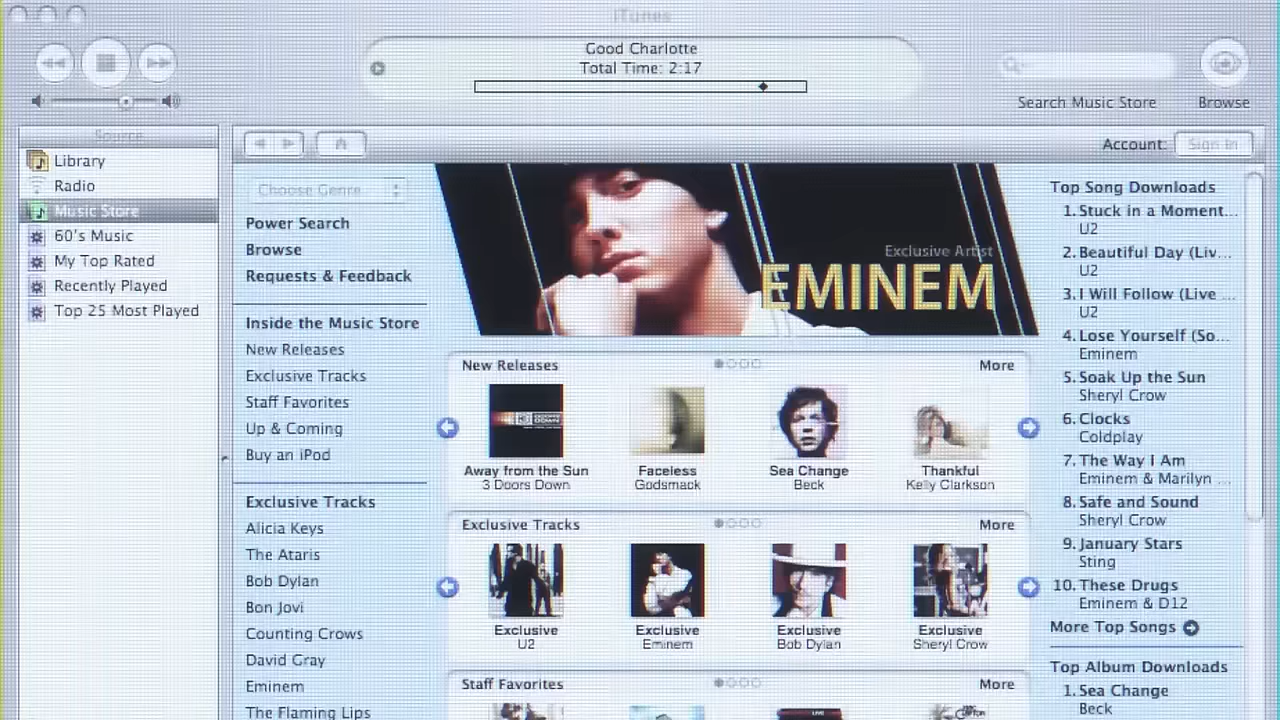 iTunes
Good Charlotte
Total Time: 2:17
Search Music Store
Browse
Source
Library
Radio
Music Store
60's Music
My Top Rated
Recently Played
Top 25 Most Played
Account:
Sign In
Choose Genre
Power Search
Browse
Requests & Feedback
Inside the Music Store
New Releases
Exclusive Tracks
Staff Favorites
Up & Coming
Buy an iPod
Exclusive Tracks
Alicia Keys
The Ataris
Bob Dylan
Bon Jovi
Counting Crows
David Gray
Eminem
The Flaming Lips
Exclusive Artist
EMINEM
New Releases
More
Away from the Sun
3 Doors Down
Faceless
Godsmack
Sea Change
Beck
Thankful
Kelly Clarkson
Exclusive Tracks
More
Exclusive
U2
Exclusive
Eminem
Exclusive
Bob Dylan
Exclusive
Sheryl Crow
Staff Favorites
More
LIVE
Top Song Downloads
1. Stuck in a Moment...
U2
2. Beautiful Day (Liv...
U2
3. I Will Follow (Live ...
U2
4. Lose Yourself (So...
Eminem
5. Soak Up the Sun
Sheryl Crow
6. Clocks
Coldplay
7. The Way I Am
Eminem & Marilyn ...
8. Safe and Sound
Sheryl Crow
9. January Stars
Sting
10. These Drugs
Eminem & D12
More Top Songs
Top Album Downloads
1. Sea Change
Beck